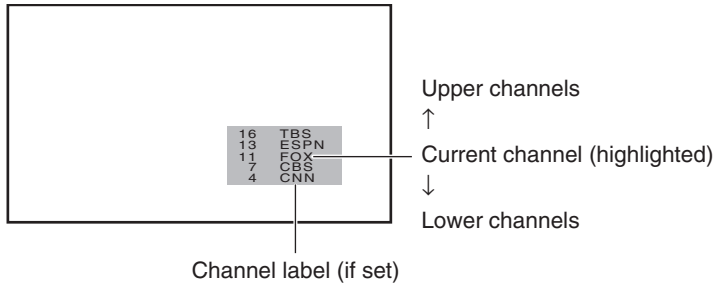 16 TBS
13 ESPN
11 FOX
7 CBS
4 CNN
Upper channels
↑
Current channel (highlighted)
↓
Lower channels
Channel label (if set)